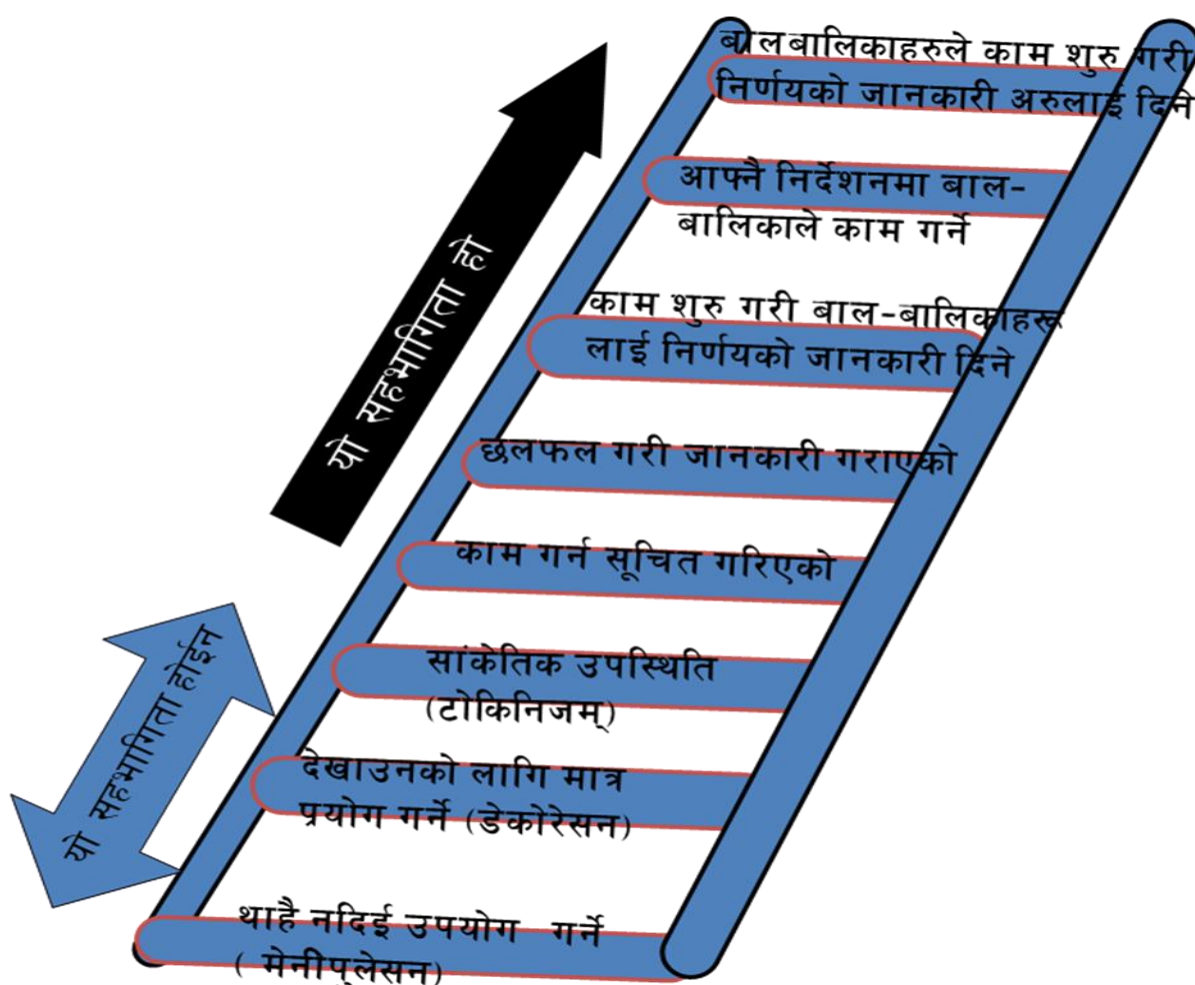 बालबालिकाहरुले काम शुरु गरी
निर्णयको जानकारी अरुलाई दिने
आफ्नै निर्देशनमा बाल-
बालिकाले काम गर्ने
काम शुरु गरी बाल-बालिकाहरू
लाई निर्णयको जानकारी दिने
छलफल गरी जानकारी गराएको
काम गर्न सूचित गरिएको
सांकेतिक उपस्थिति
(टोकिनिजम्)
देखाउनको लागि मात्र
प्रयोग गर्ने (डेकोरेसन)
थाहै नदिई उपयोग गर्ने
( मेनीपुलेसन)
यो सहभागिता हो
यो सहभागिता होईन